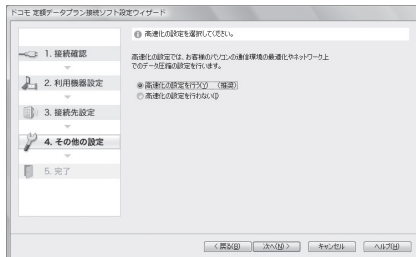 ドコモ 定額データプラン接続ソフト設定ウィザード
高速化の設定を選択してください。
1. 接続確認
高速化の設定では、お客様のパソコンの通信環境の最適化やネットワーク上
でのデータ圧縮の設定を行います。
2. 利用機器設定
高速化の設定を行う(Y) (推奨)
高速化の設定を行わない(I)
3. 接続先設定
4. その他の設定
5. 完了
< 戻る(B)
次へ(N) >
キャンセル
ヘルプ(H)